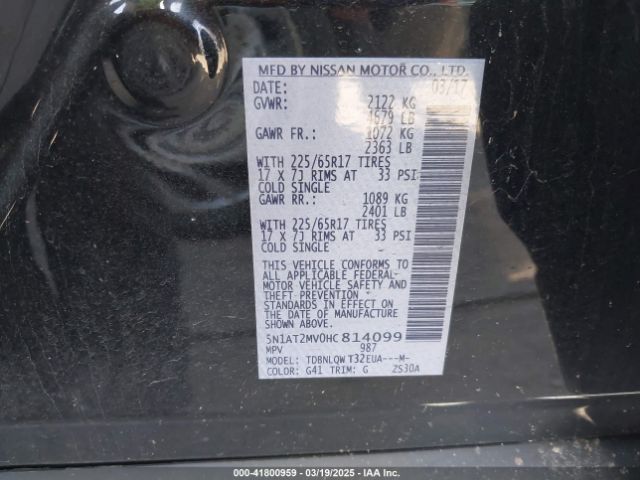 MFD BY NISSAN MOTOR CO., LTD.
DATE: 03/17
GVWR: 2122 KG
4679 LB
GAWR FR.: 1072 KG
2363 LB
WITH 225/65R17 TIRES
17 X 7J RIMS AT 33 PSI
COLD SINGLE
GAWR RR.: 1089 KG
2401 LB
WITH 225/65R17 TIRES
17 X 7J RIMS AT 33 PSI
COLD SINGLE
THIS VEHICLE CONFORMS TO
ALL APPLICABLE FEDERAL
MOTOR VEHICLE SAFETY AND
THEFT PREVENTION
STANDARDS IN EFFECT ON THE
DATE OF MANUFACTURE
SHOWN ABOVE.
5N1AT2MV0HC814099
MPV 987
MODEL: TDBNLQW T32EUA---M-
COLOR: G41 TRIM: G ZS30A
000-41800959 — 03/19/2025 — IAA Inc.